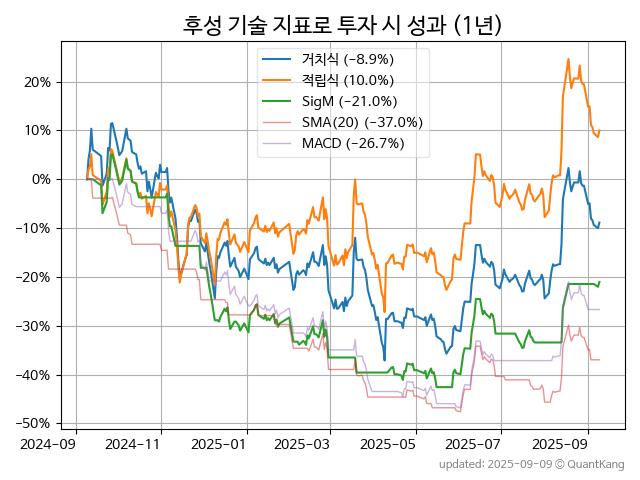 후성 기술 지표로 투자 시 성과 (1년)
거치식 (−8.9%)
적립식 (10.0%)
SigM (−21.0%)
SMA(20) (−37.0%)
MACD (−26.7%)
20%
10%
0%
−10%
−20%
−30%
−40%
−50%
2024-09 2024-11 2025-01 2025-03 2025-05 2025-07 2025-09
updated: 2025-09-09 © QuantKang